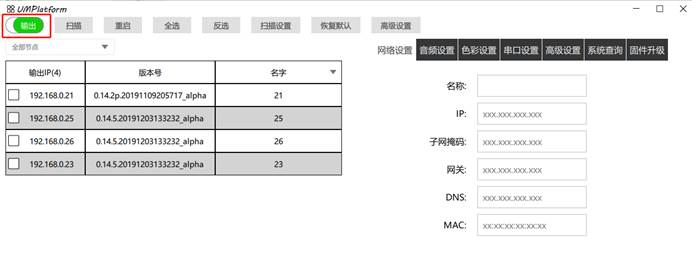 UMPlatform
输出 扫描 重启 全选 反选 扫描设置 恢复默认 高级设置
全部节点
网络设置 音频设置 色彩设置 串口设置 高级设置 系统查询 固件升级
输出IP(4) 版本号 名字
192.168.0.21 0.14.2p.20191109205717_alpha 21
192.168.0.25 0.14.5.20191203133232_alpha 25
192.168.0.26 0.14.5.20191203133232_alpha 26
192.168.0.23 0.14.5.20191203133232_alpha 23
名称:
IP: xxx.xxx.xxx.xxx
子网掩码: xxx.xxx.xxx.xxx
网关: xxx.xxx.xxx.xxx
DNS: xxx.xxx.xxx.xxx
MAC: xx:xx:xx:xx:xx:xx